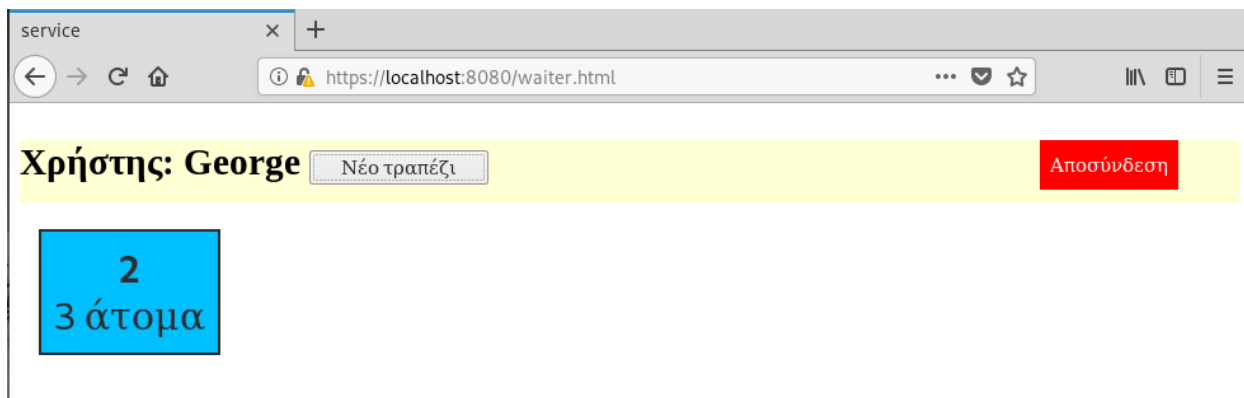 service
https://localhost:8080/waiter.html
Χρήστης: George Νέο τραπέζι Αποσύνδεση
2
3 άτομα